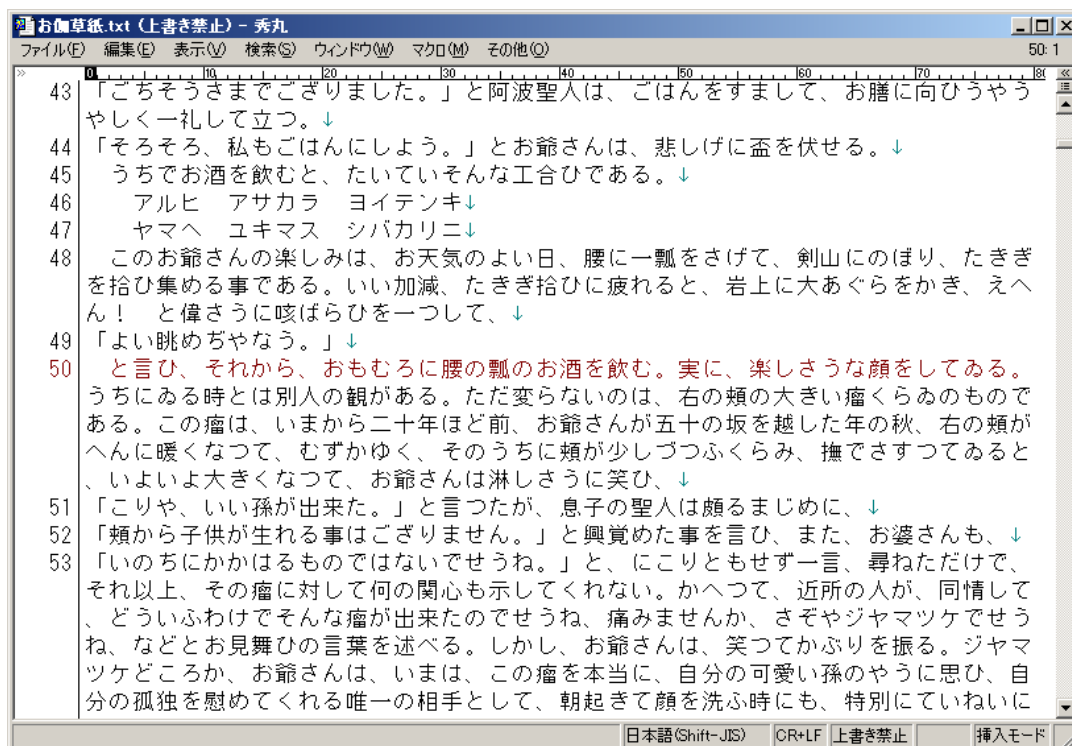 お伽草紙.txt (上書き禁止) - 秀丸
ファイル(F) 編集(E) 表示(V) 検索(S) ウィンドウ(W) マクロ(M) その他(O) 50: 1
0 10 20 30 40 50 60 70 80
43 「ごちそうさまでござりました。」と阿波聖人は、ごはんをすまして、お膳に向ひうやう
やしく一礼して立つ。↓
44 「そろそろ、私もごはんにしよう。」とお爺さんは、悲しげに盃を伏せる。↓
45 　うちでお酒を飲むと、たいていそんな工合ひである。↓
46 　　アルヒ　アサカラ　ヨイテンキ↓
47 　　ヤマヘ　ユキマス　シバカリニ↓
48 　このお爺さんの楽しみは、お天気のよい日、腰に一瓢をさげて、剣山にのぼり、たきぎ
を拾ひ集める事である。いい加減、たきぎ拾ひに疲れると、岩上に大あぐらをかき、えへ
ん！　と偉さうに咳ばらひを一つして、↓
49 「よい眺めぢやなう。」↓
50 　と言ひ、それから、おもむろに腰の瓢のお酒を飲む。実に、楽しさうな顔をしてゐる。
うちにゐる時とは別人の観がある。ただ変らないのは、右の頬の大きい瘤くらゐのもので
ある。この瘤は、いまから二十年ほど前、お爺さんが五十の坂を越した年の秋、右の頬が
へんに暖くなつて、むずかゆく、そのうちに頬が少しづつふくらみ、撫でさすつてゐると
、いよいよ大きくなつて、お爺さんは淋しさうに笑ひ、↓
51 「こりや、いい孫が出来た。」と言つたが、息子の聖人は頗るまじめに、↓
52 「頬から子供が生れる事はござりません。」と興覚めた事を言ひ、また、お婆さんも、↓
53 「いのちにかかはるものではないでせうね。」と、にこりともせず一言、尋ねただけで、
それ以上、その瘤に対して何の関心も示してくれない。かへつて、近所の人が、同情して
、どういふわけでそんな瘤が出来たのでせうね、痛みませんか、さぞやジヤマツケでせう
ね、などとお見舞ひの言葉を述べる。しかし、お爺さんは、笑つてかぶりを振る。ジヤマ
ツケどころか、お爺さんは、いまは、この瘤を本当に、自分の可愛い孫のやうに思ひ、自
分の孤独を慰めてくれる唯一の相手として、朝起きて顔を洗ふ時にも、特別にていねいに
日本語(Shift-JIS) CR+LF 上書き禁止 挿入モード